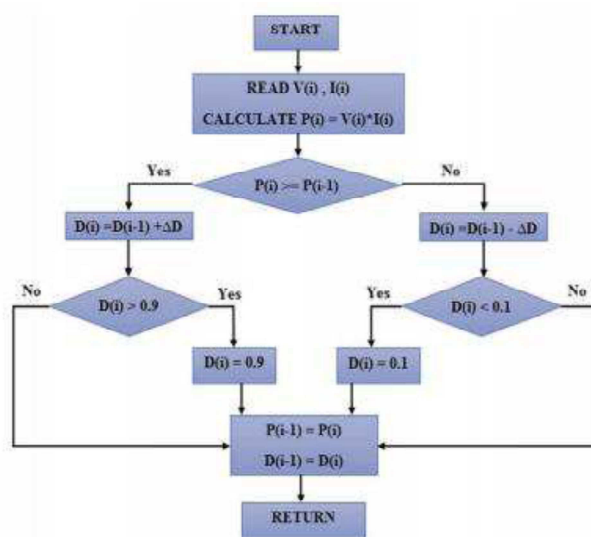 START
READ V(i) , I(i)
CALCULATE P(i) = V(i)*I(i)
Yes
P(i) >= P(i-1)
No
D(i) =D(i-1) +ΔD
D(i) =D(i-1) - ΔD
No
D(i) > 0.9
Yes
Yes
D(i) < 0.1
No
D(i) = 0.9
D(i) = 0.1
P(i-1) = P(i)
D(i-1) = D(i)
RETURN